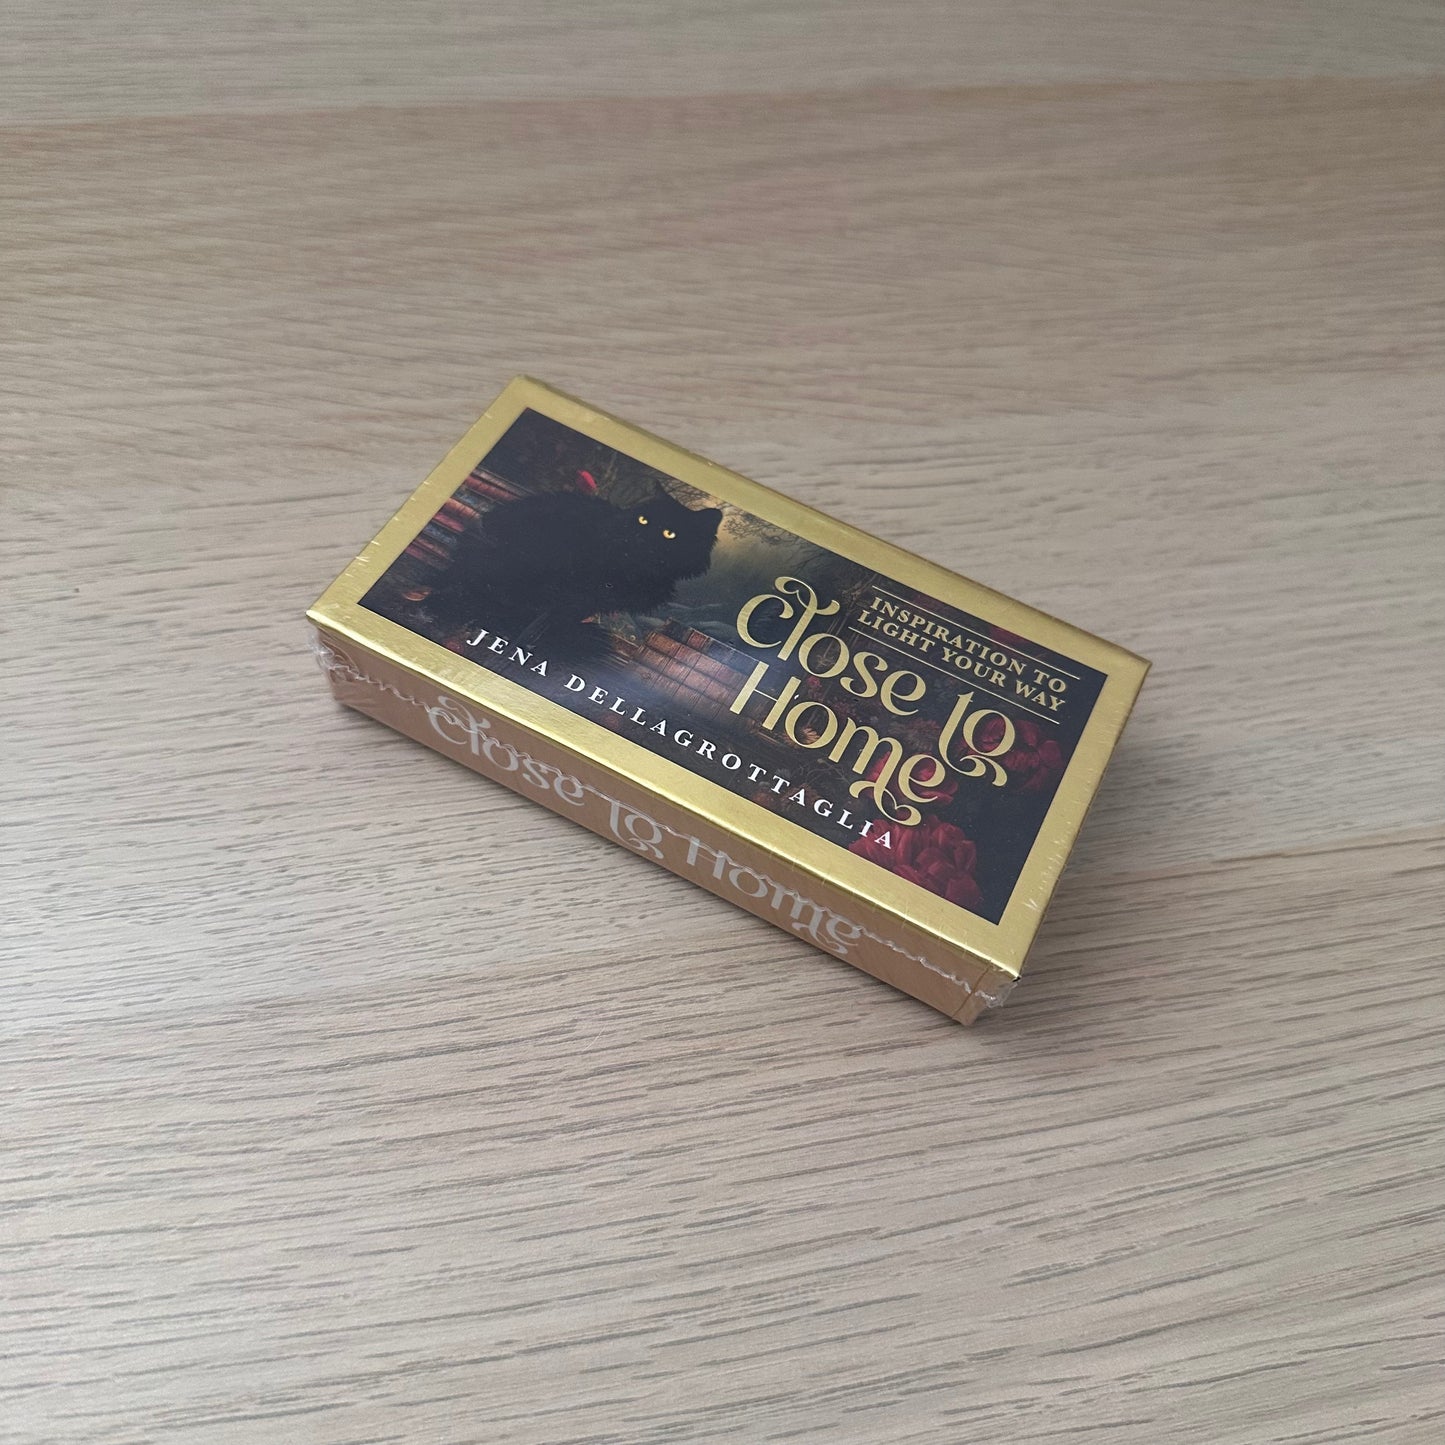 INSPIRATION TO
LIGHT YOUR WAY
Close to
Home
JENA DELLAGROTTAGLIA
Close to Home